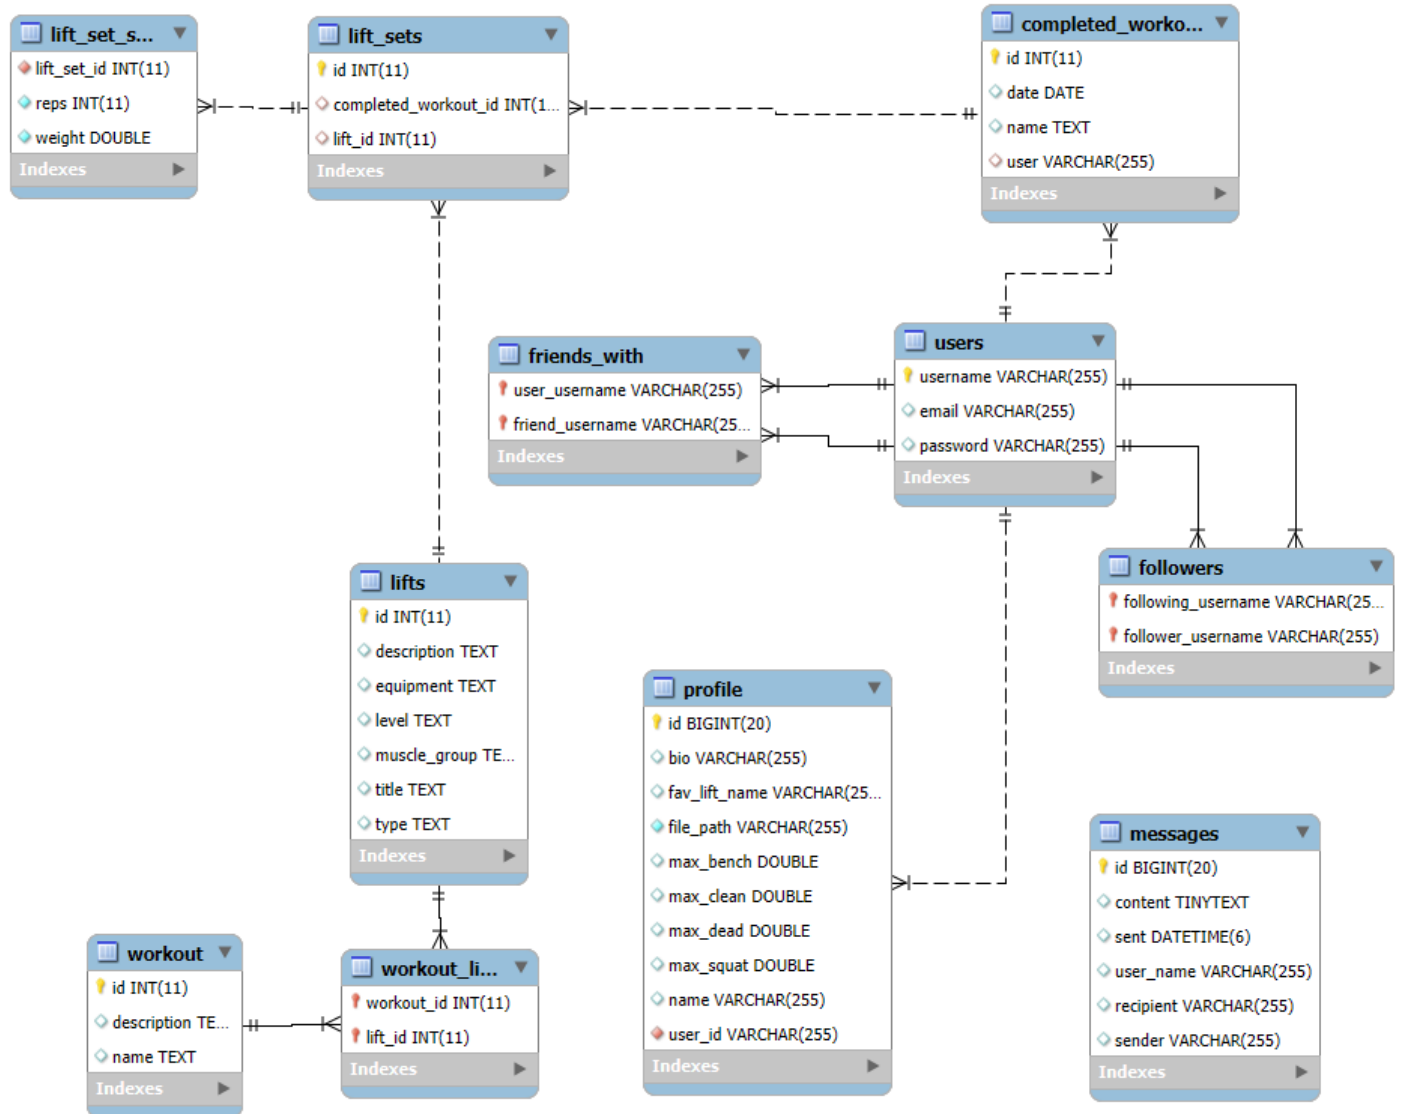 lift_set_s...
lift_set_id INT(11)
reps INT(11)
weight DOUBLE
Indexes
lift_sets
id INT(11)
completed_workout_id INT(1...
lift_id INT(11)
Indexes
completed_worko...
id INT(11)
date DATE
name TEXT
user VARCHAR(255)
Indexes
friends_with
user_username VARCHAR(255)
friend_username VARCHAR(25...
Indexes
users
username VARCHAR(255)
email VARCHAR(255)
password VARCHAR(255)
Indexes
followers
following_username VARCHAR(25...
follower_username VARCHAR(255)
Indexes
lifts
id INT(11)
description TEXT
equipment TEXT
level TEXT
muscle_group TE...
title TEXT
type TEXT
Indexes
profile
id BIGINT(20)
bio VARCHAR(255)
fav_lift_name VARCHAR(25...
file_path VARCHAR(255)
max_bench DOUBLE
max_clean DOUBLE
max_dead DOUBLE
max_squat DOUBLE
name VARCHAR(255)
user_id VARCHAR(255)
Indexes
messages
id BIGINT(20)
content TINYTEXT
sent DATETIME(6)
user_name VARCHAR(255)
recipient VARCHAR(255)
sender VARCHAR(255)
Indexes
workout
id INT(11)
description TE...
name TEXT
Indexes
workout_li...
workout_id INT(11)
lift_id INT(11)
Indexes